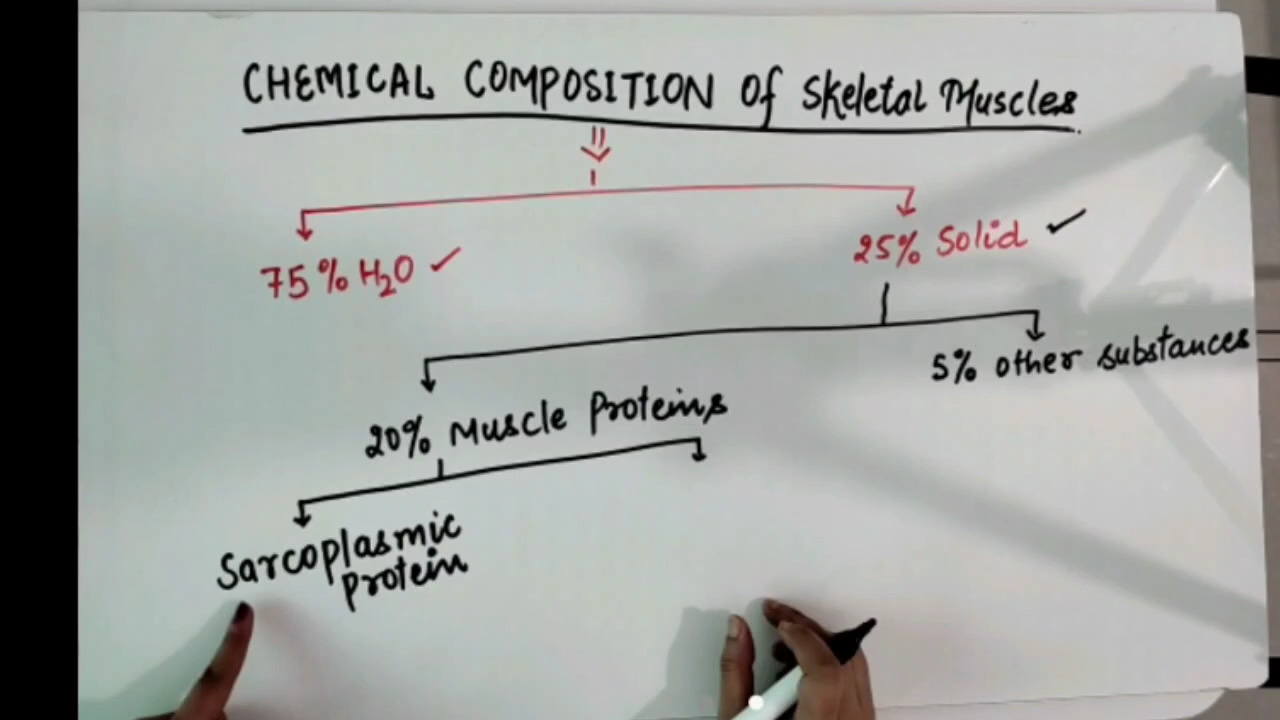 CHEMICAL COMPOSITION Of Skeletal Muscles
75% H₂O ✓
25% Solid ✓
5% other substances
20% Muscle Proteins
Sarcoplasmic
Protein